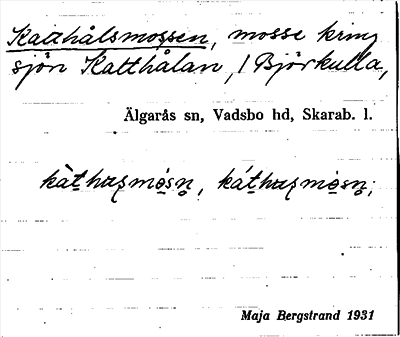 Katthålsmossen, mosse kring
sjön Katthålan, / Björkulla,
Älgarås sn, Vadsbo hd, Skarab. l.
Maja Bergstrand 1931